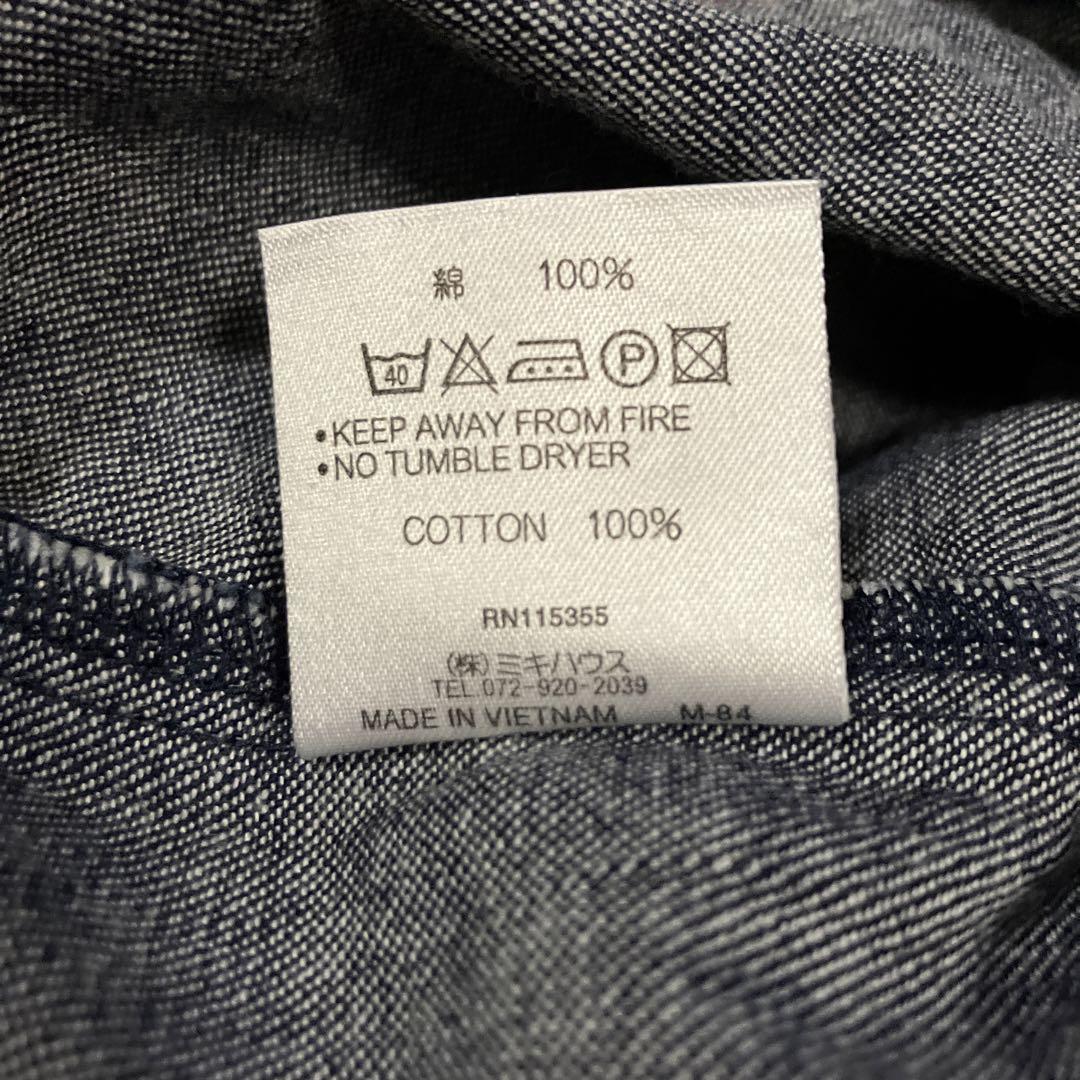 綿 100%
40 P
•KEEP AWAY FROM FIRE
•NO TUMBLE DRYER
COTTON 100%
RN115355
(株)ミキハウス
TEL.072-920-2039
MADE IN VIETNAM M-84